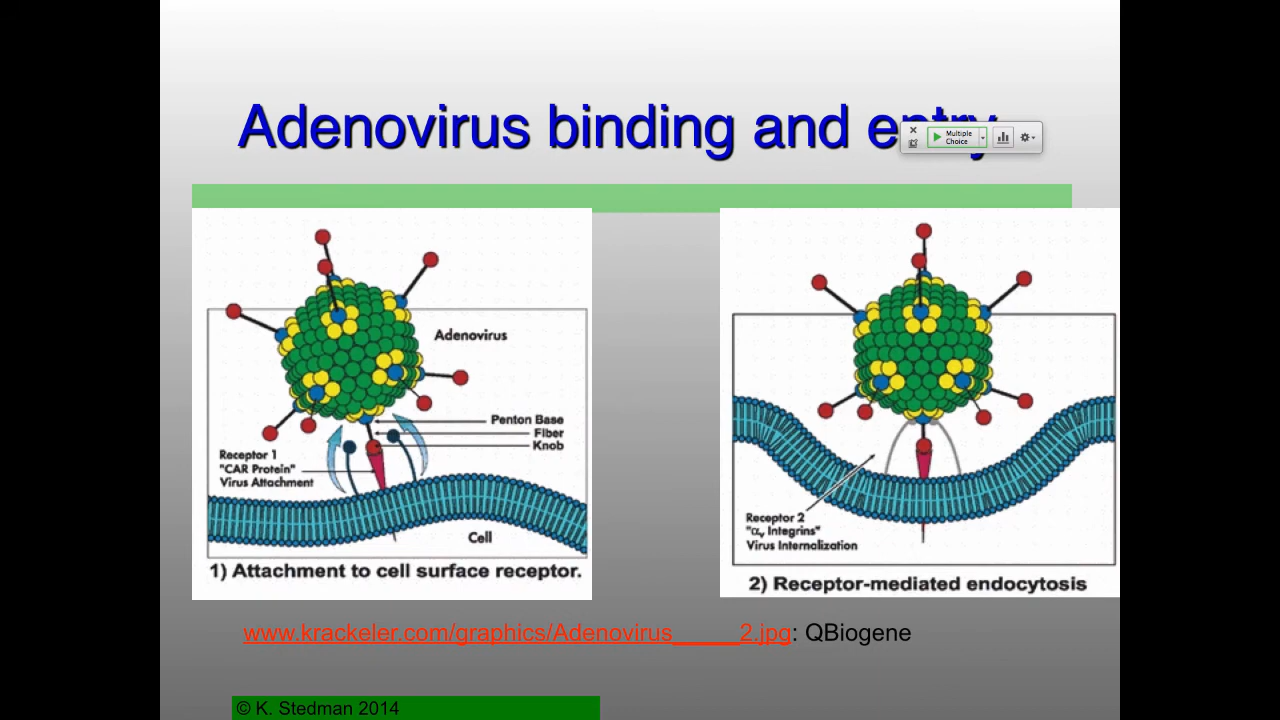 Adenovirus binding and entry
Multiple
Choice
Adenovirus
Penton Base
Fiber
Knob
Receptor 1
"CAR Protein"
Virus Attachment
Cell
1) Attachment to cell surface receptor.
Receptor 2
"αv Integrins"
Virus Internalization
2) Receptor-mediated endocytosis
www.krackeler.com/graphics/Adenovirus_____2.jpg: QBiogene
© K. Stedman 2014